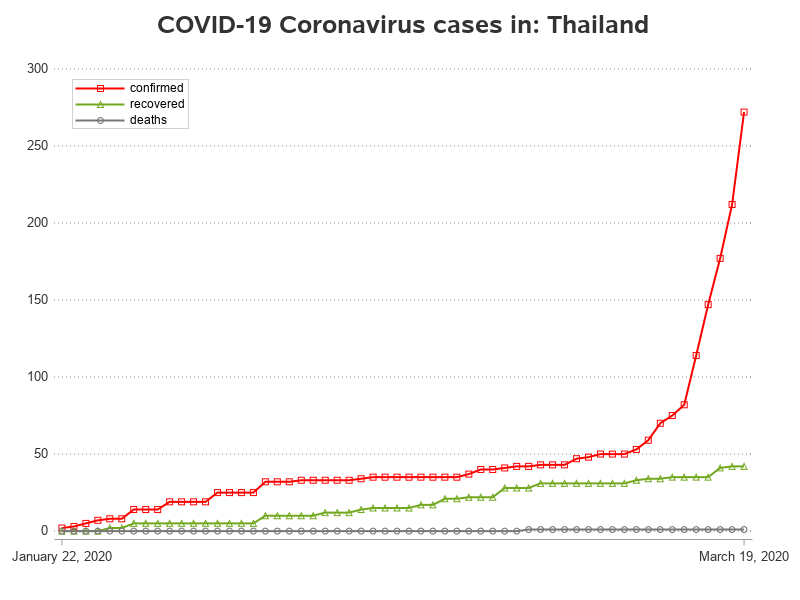 COVID-19 Coronavirus cases in: Thailand
300
confirmed
recovered
deaths
250
200
150
100
50
0
January 22, 2020
March 19, 2020